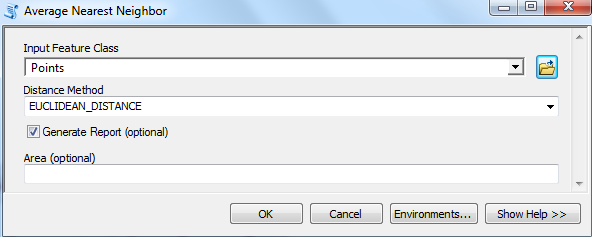 Average Nearest Neighbor
Input Feature Class
Points
Distance Method
EUCLIDEAN_DISTANCE
Generate Report (optional)
Area (optional)
OK Cancel Environments... Show Help >>